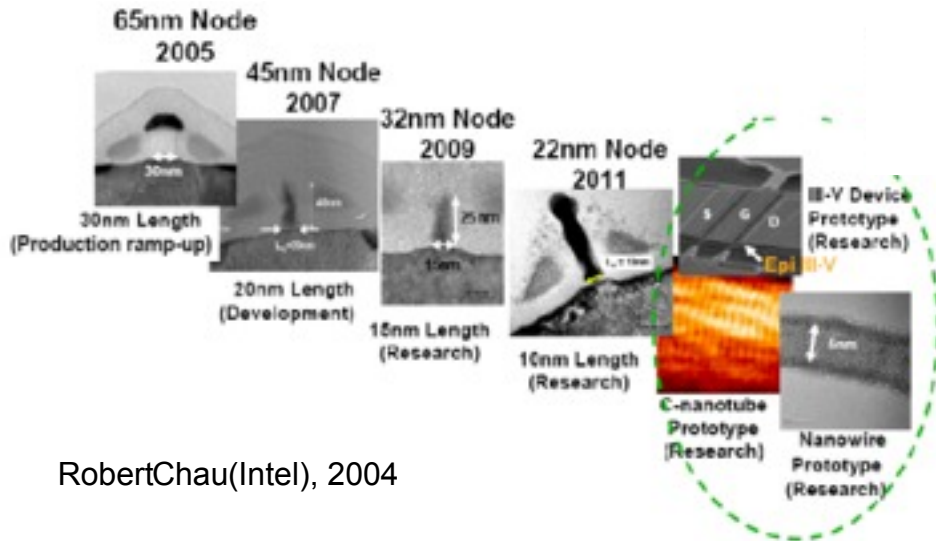 65nm Node
2005
30nm
30nm Length
(Production ramp-up)
45nm Node
2007
20nm Length
(Development)
32nm Node
2009
25 nm
15nm
15nm Length
(Research)
22nm Node
2011
10nm Length
(Research)
S G D
III-V Device
Prototype
(Research)
Epi III-V
C-nanotube
Prototype
(Research)
5nm
Nanowire
Prototype
(Research)
RobertChau(Intel), 2004